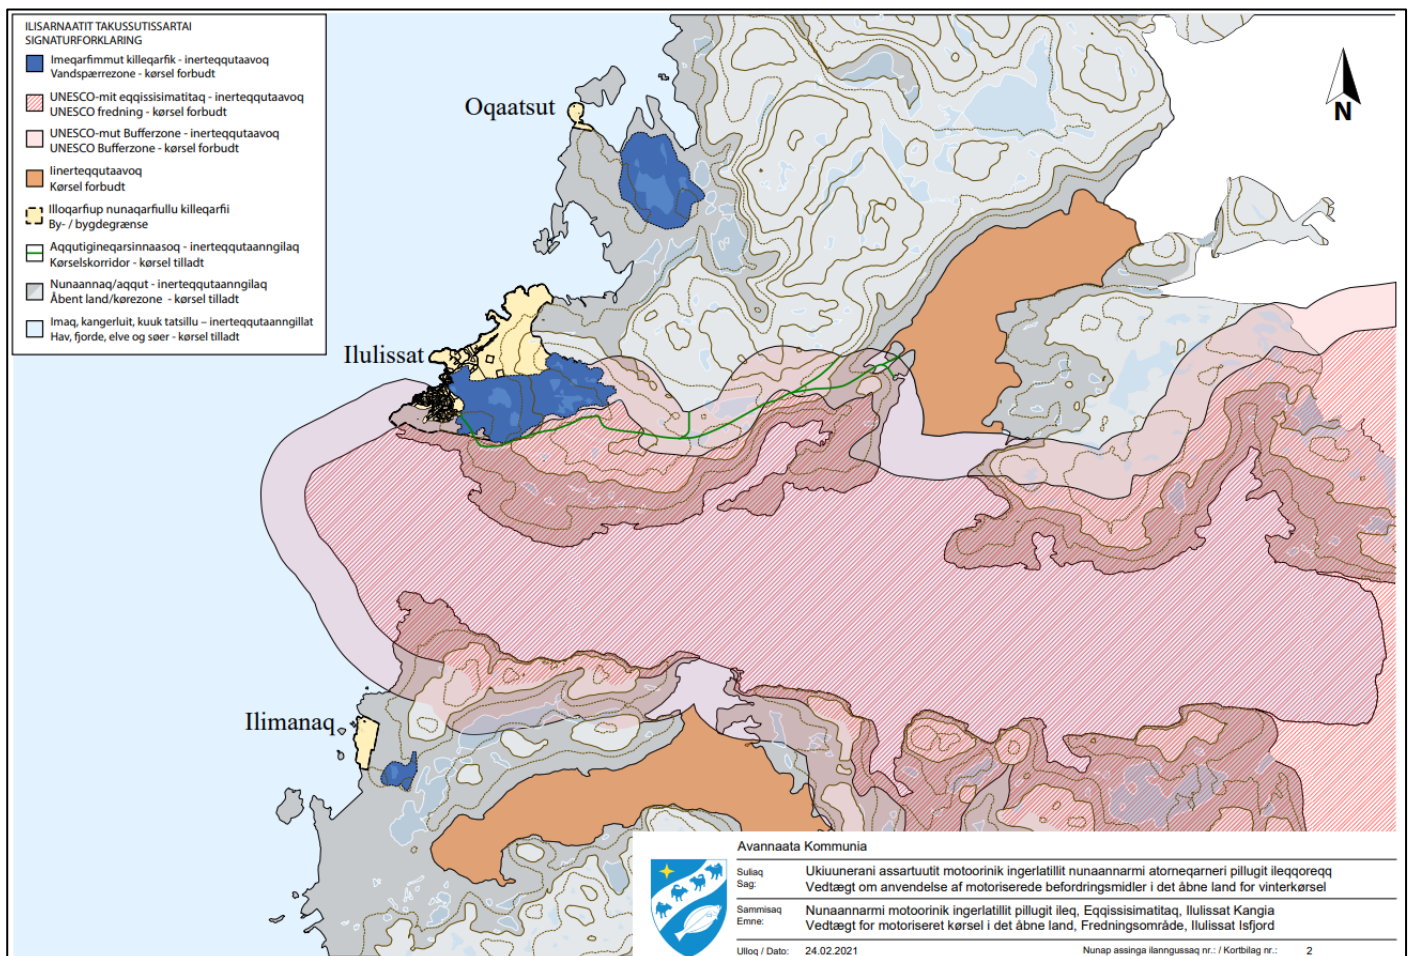 ILISARNAATIT TAKUSSUTISSARTAI
SIGNATURFORKLARING
Imeqarfimmut killeqarfik - inerteqqutaavoq
Vandspærrezone - kørsel forbudt
UNESCO-mit eqqissisimatitaq - inerteqqutaavoq
UNESCO fredning - kørsel forbudt
UNESCO-mut Bufferzone - inerteqqutaavoq
UNESCO Bufferzone - kørsel forbudt
Iinerteqqutaavoq
Kørsel forbudt
Illoqarfiup nunaqarfiullu killeqarfii
By- / bygdegrænse
Aqqutigineqarsinnaasoq - inerteqqutaanngilaq
Kørselskorridor - kørsel tilladt
Nunaannaq/aqqut - inerteqqutaanngilaq
Åbent land/kørezone - kørsel tilladt
Imaq, kangerluit, kuuk tatsillu – inerteqqutaanngillat
Hav, fjorde, elve og søer - kørsel tilladt
N
Oqaatsut
Ilulissat
Ilimanaq
Avannaata Kommunia
Suliaq
Sag:
Ukiuunerani assartuutit motoorinik ingerlatillit nunaannarmi atorneqarneri pillugit ileqqoreqq
Vedtægt om anvendelse af motoriserede befordringsmidler i det åbne land for vinterkørsel
Sammisaq
Emne:
Nunaannarmi motoorinik ingerlatillit pillugit ileq, Eqqissisimatitaq, Ilulissat Kangia
Vedtægt for motoriseret kørsel i det åbne land, Fredningsområde, Ilulissat Isfjord
Ulloq / Dato: 24.02.2021
Nunap assinga ilanngussaq nr.: / Kortbilag nr.: 2